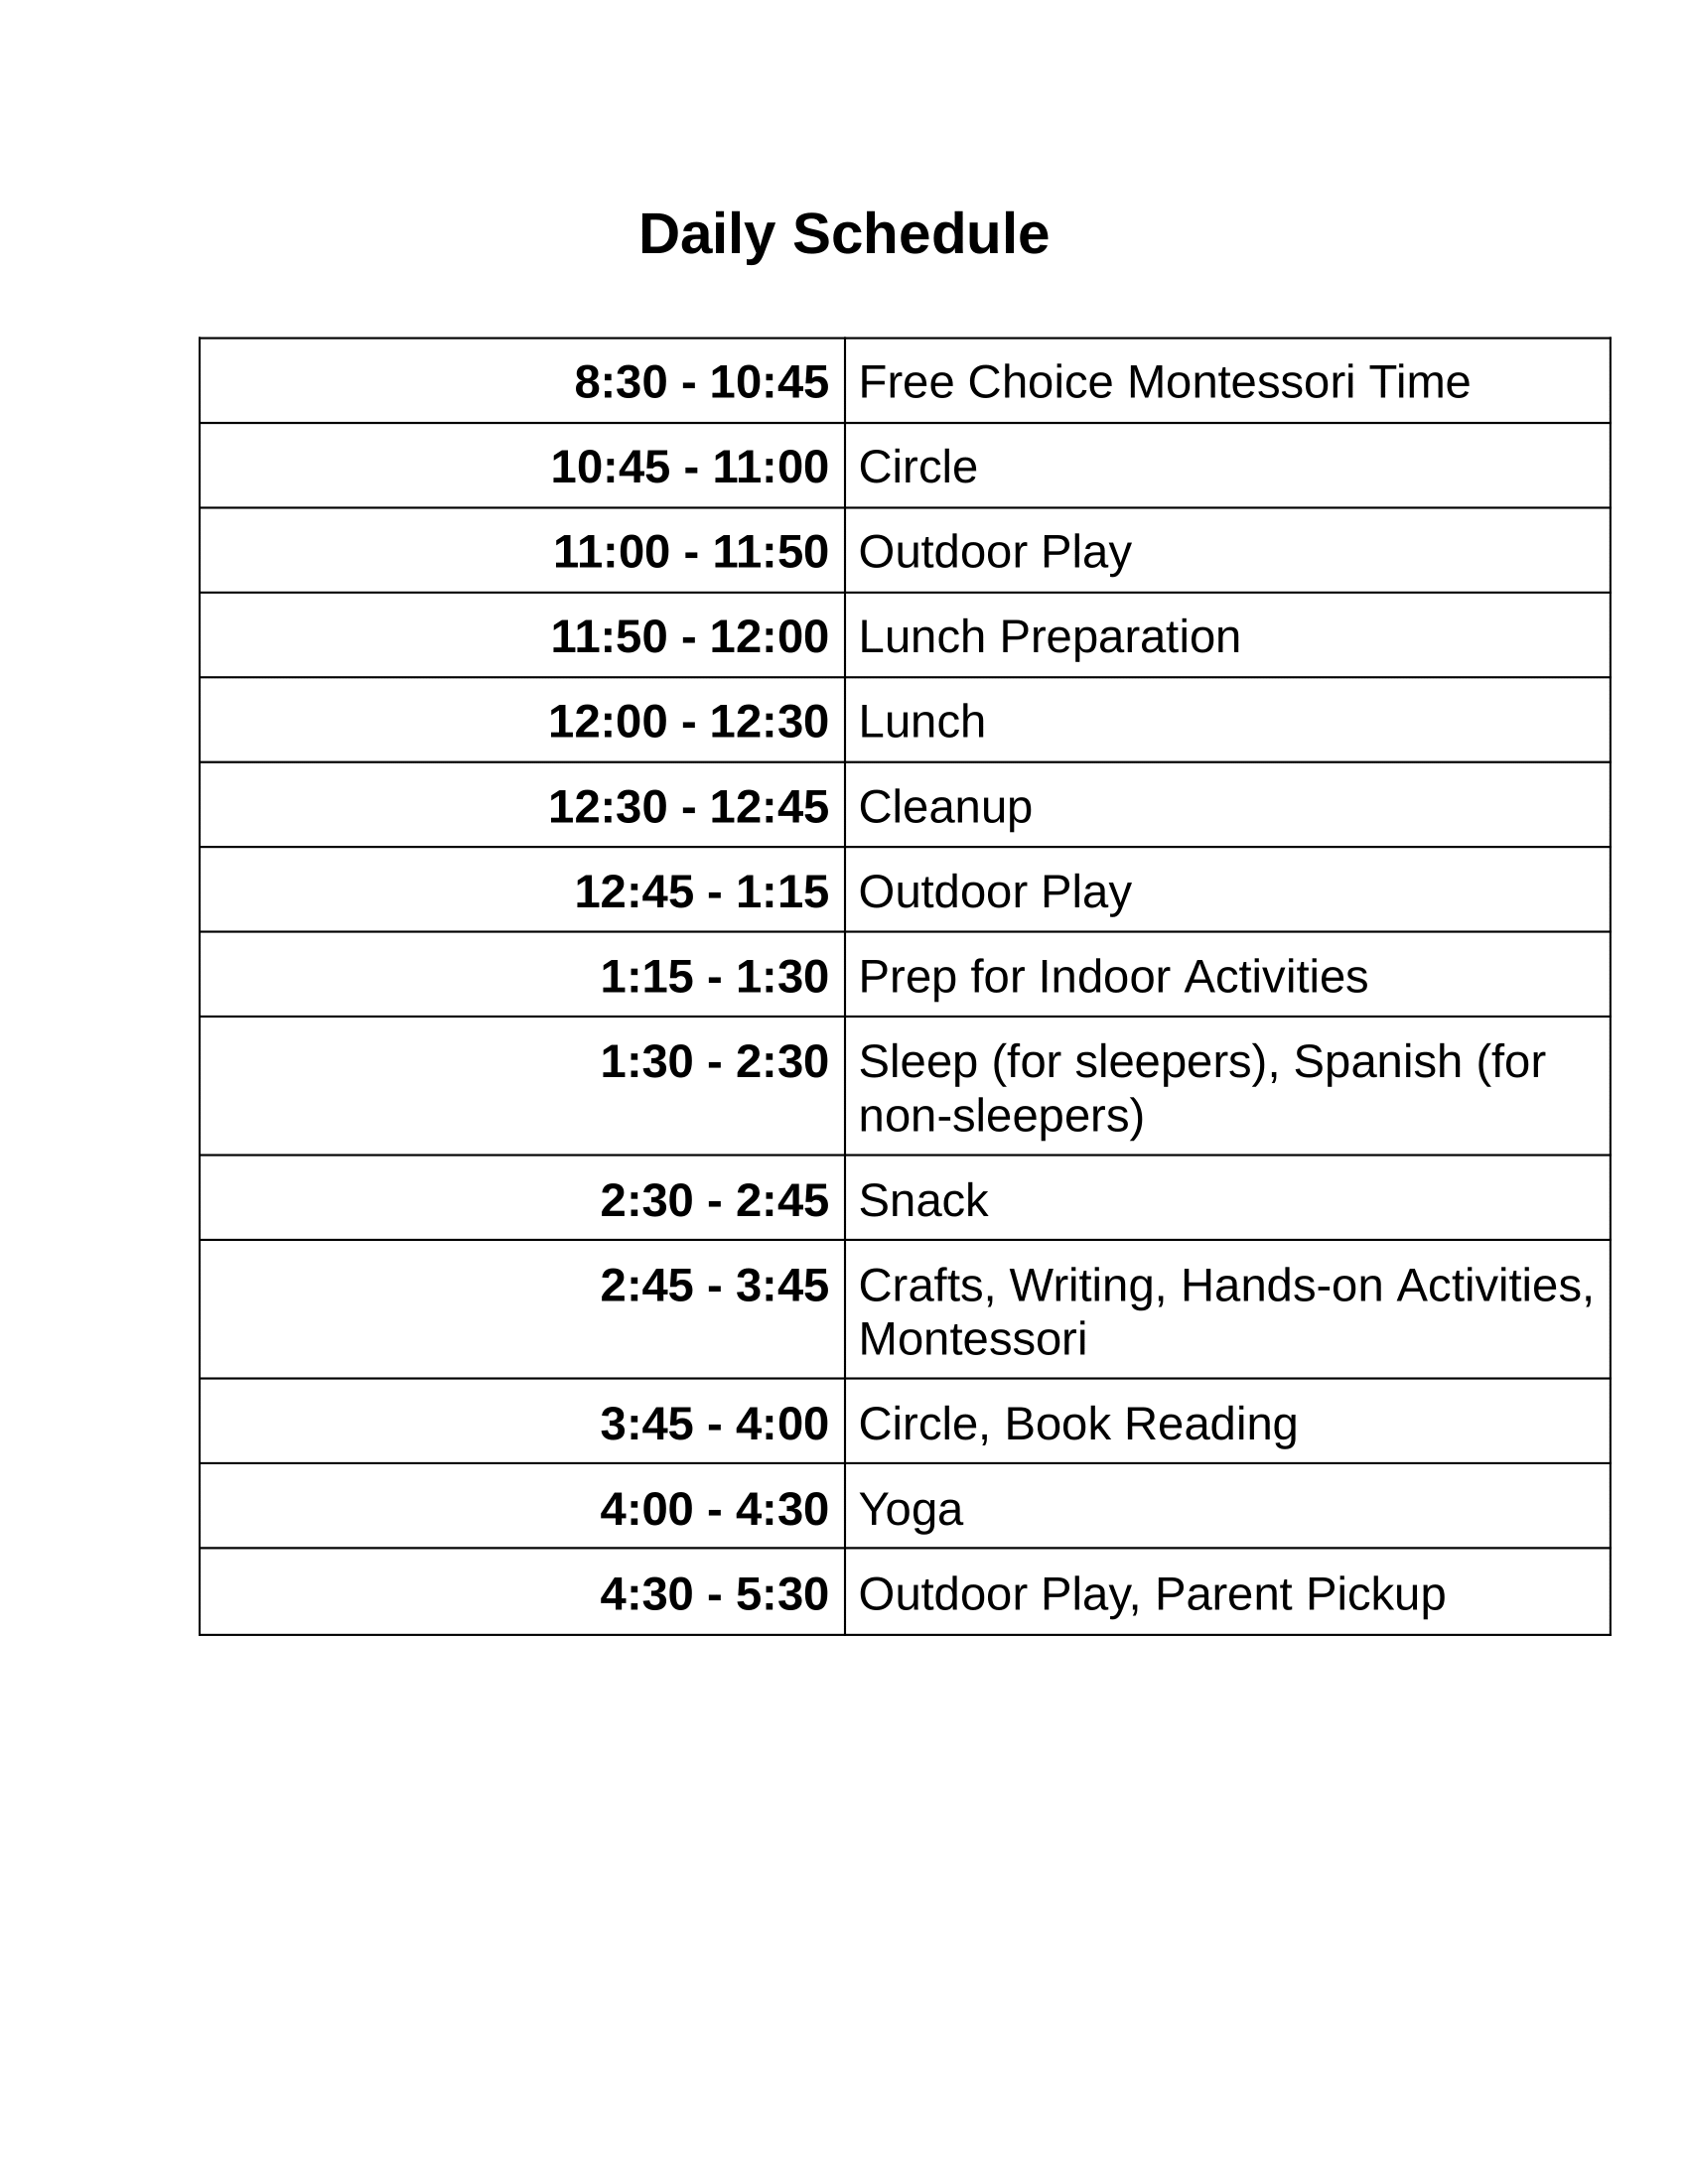 Daily Schedule
8:30 - 10:45 Free Choice Montessori Time
10:45 - 11:00 Circle
11:00 - 11:50 Outdoor Play
11:50 - 12:00 Lunch Preparation
12:00 - 12:30 Lunch
12:30 - 12:45 Cleanup
12:45 - 1:15 Outdoor Play
1:15 - 1:30 Prep for Indoor Activities
1:30 - 2:30 Sleep (for sleepers), Spanish (for
non-sleepers)
2:30 - 2:45 Snack
2:45 - 3:45 Crafts, Writing, Hands-on Activities,
Montessori
3:45 - 4:00 Circle, Book Reading
4:00 - 4:30 Yoga
4:30 - 5:30 Outdoor Play, Parent Pickup